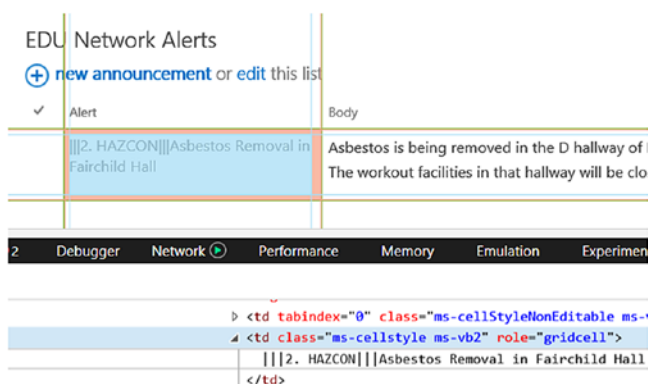 EDU Network Alerts
new announcement or edit this list
Alert Body
|||2. HAZCON|||Asbestos Removal in Asbestos is being removed in the D hallway of
Fairchild Hall The workout facilities in that hallway will be clo
2 Debugger Network Performance Memory Emulation Experimen
<td tabindex="0" class="ms-cellStyleNonEditable ms-v
<td class="ms-cellstyle ms-vb2" role="gridcell">
|||2. HAZCON|||Asbestos Removal in Fairchild Hall
</td>